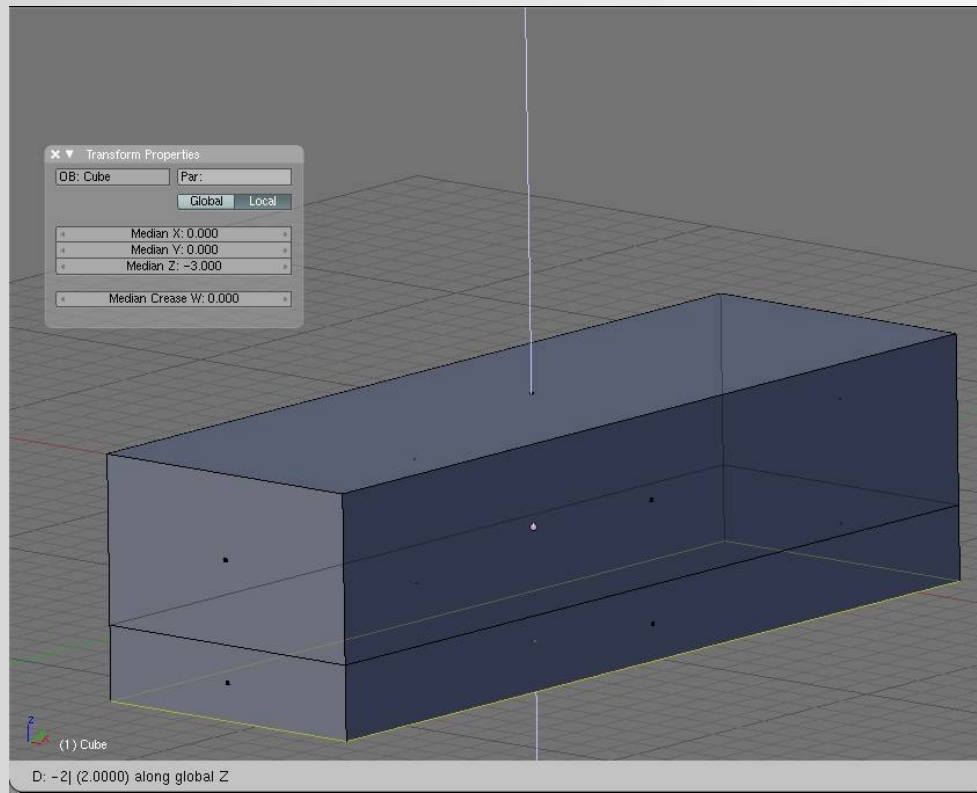 Transform Properties
OB: Cube
Par:
Global
Local
Median X: 0.000
Median Y: 0.000
Median Z: -3.000
Median Crease W: 0.000
z
(1) Cube
D: -2| (2.0000) along global Z